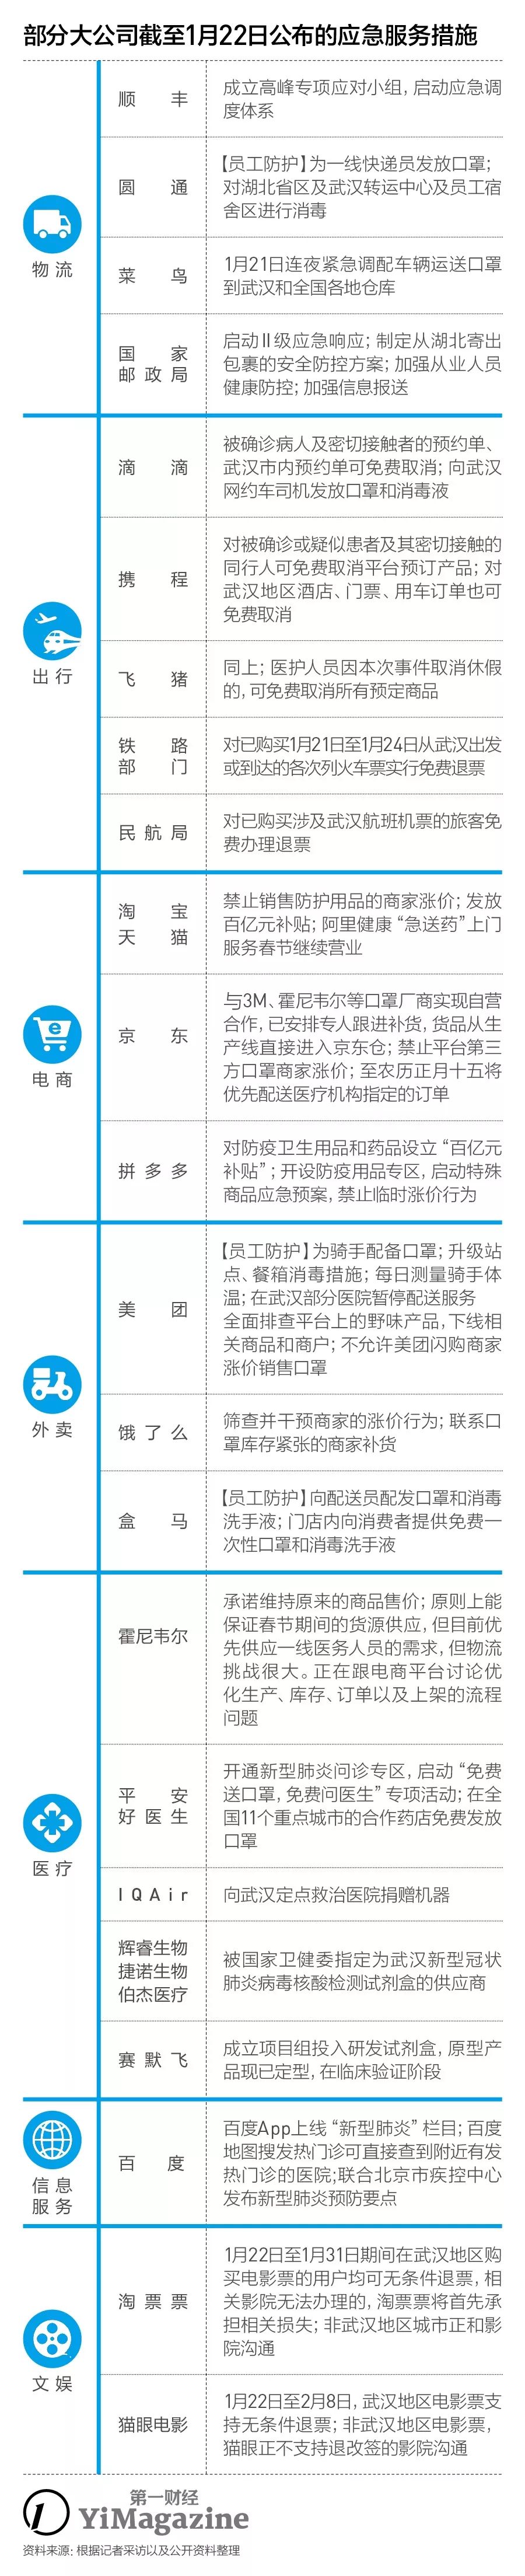 部分大公司截至1月22日公布的应急服务措施
物流
顺丰
成立高峰专项应对小组，启动应急调
度体系
圆通
【员工防护】为一线快递员发放口罩；
对湖北省区及武汉转运中心及员工宿
舍区进行消毒
菜鸟
1月21日连夜紧急调配车辆运送口罩
到武汉和全国各地仓库
国家
邮政局
启动Ⅱ级应急响应；制定从湖北寄出
包裹的安全防控方案；加强从业人员
健康防控；加强信息报送
出行
滴滴
被确诊病人及密切接触者的预约单、
武汉市内预约单可免费取消；向武汉
网约车司机发放口罩和消毒液
携程
对被确诊或疑似患者及其密切接触的
同行人可免费取消平台预订产品；对
武汉地区酒店、门票、用车订单也可
免费取消
飞猪
同上；医护人员因本次事件取消休假
的，可免费取消所有预定商品
铁路
部门
对已购买1月21日至1月24日从武汉出发
或到达的各次列火车票实行免费退票
民航局
对已购买涉及武汉航班机票的旅客免
费办理退票
电商
淘宝
天猫
禁止销售防护用品的商家涨价；发放
百亿元补贴；阿里健康“急送药”上门
服务春节继续营业
京东
与3M、霍尼韦尔等口罩厂商实现自营
合作，已安排专人跟进补货，货品从生
产线直接进入京东仓；禁止平台第三
方口罩商家涨价；至农历正月十五将
优先配送医疗机构指定的订单
拼多多
对防疫卫生用品和药品设立“百亿元
补贴”；开设防疫用品专区，启动特殊
商品应急预案，禁止临时涨价行为
外卖
美团
【员工防护】为骑手配备口罩；升级站
点、餐箱消毒措施；每日测量骑手体
温；在武汉部分医院暂停配送服务
全面排查平台上的野味产品，下线相
关商品和商户；不允许美团闪购商家
涨价销售口罩
饿了么
筛查并干预商家的涨价行为；联系口
罩库存紧张的商家补货
盒马
【员工防护】向配送员配发口罩和消毒
洗手液；门店内向消费者提供免费一
次性口罩和消毒洗手液
医疗
霍尼韦尔
承诺维持原来的商品售价；原则上能
保证春节期间的货源供应，但目前优
先供应一线医务人员的需求，但物流
挑战很大。正在跟电商平台讨论优
化生产、库存、订单以及上架的流程
问题
平安
好医生
开通新型肺炎问诊专区，启动“免费
送口罩，免费问医生”专项活动；在全
国11个重点城市的合作药店免费发放
口罩
IQAir
向武汉定点救治医院捐赠机器
辉睿生物
捷诺生物
伯杰医疗
被国家卫健委指定为武汉新型冠状
肺炎病毒核酸检测试剂盒的供应商
赛默飞
成立项目组投入研发试剂盒，原型产
品现已定型，在临床验证阶段
信息
服务
百度
百度App上线“新型肺炎”栏目；百度
地图搜发热门诊可直接查到附近有发
热门诊的医院;联合北京市疾控中心
发布新型肺炎预防要点
文娱
淘票票
1月22日至1月31日期间在武汉地区购
买电影票的用户均可无条件退票，相
关影院无法办理的，淘票票将首先承
担相关损失；非武汉地区城市正和影
院沟通
猫眼电影
1月22日至2月8日，武汉地区电影票支
持无条件退票；非武汉地区电影票，
猫眼正不支持退改签的影院沟通
第一财经
YiMagazine
资料来源：根据记者采访以及公开资料整理